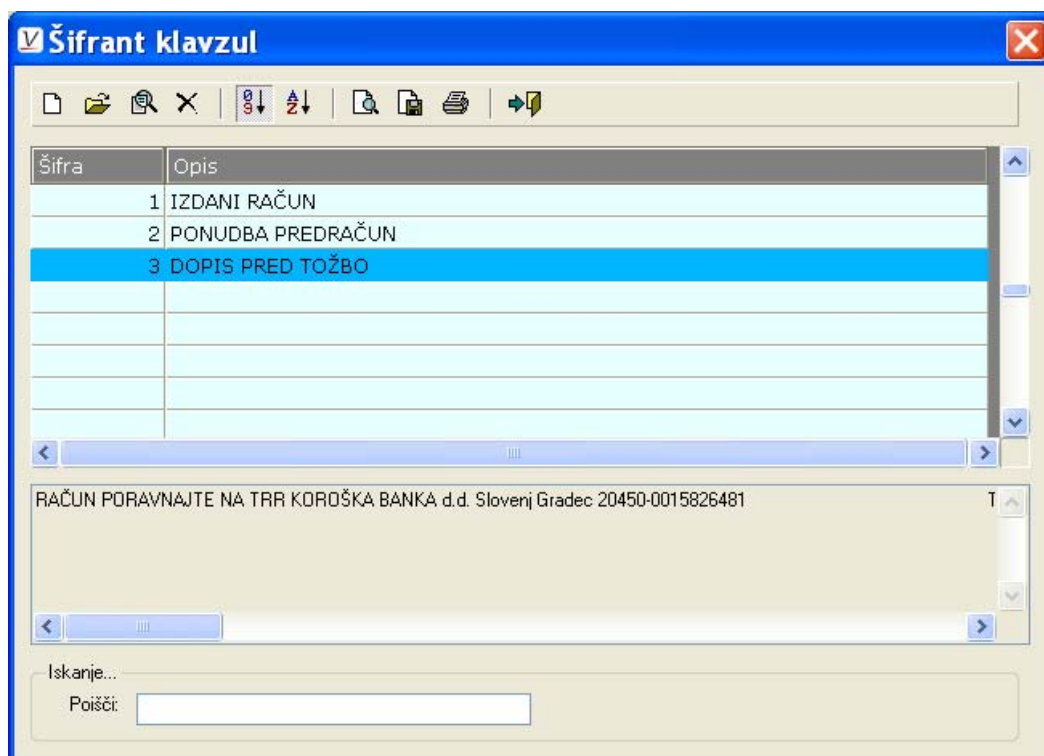 Šifrant klavzul
Šifra Opis
1 IZDANI RAČUN
2 PONUDBA PREDRAČUN
3 DOPIS PRED TOŽBO
RAČUN PORAVNAJTE NA TRR KOROŠKA BANKA d.d. Slovenj Gradec 20450-0015826481 T
Iskanje...
Poišči: